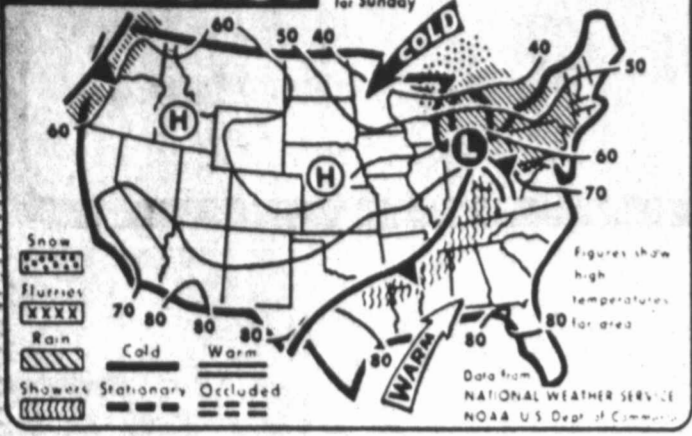 for Sunday
COLD
60
50
40
40
50
60
H
L
60
H
70
Snow
Flurries
Rain
Showers
Cold
Warm
Stationary
Occluded
70
80
80
80
80
80
80
WARM
Figures show
high
temperatures
for area
Data from
NATIONAL WEATHER SERVICE
NOAA U S Dept of Commerce